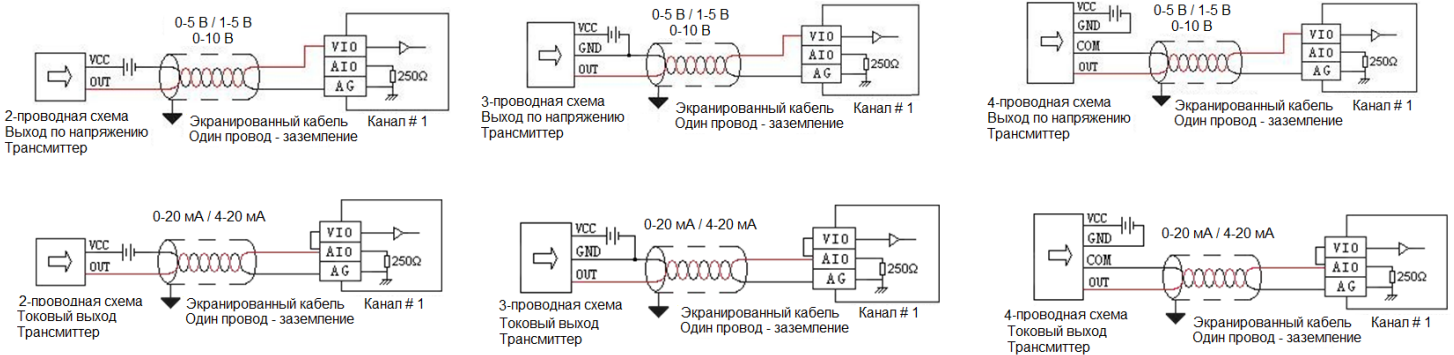 0-5 В / 1-5 В
0-10 В
VCC
OUT
VIO
AIO
AG
250Ω
2-проводная схема
Выход по напряжению
Трансмиттер
Экранированный кабель
Один провод - заземление
Канал # 1
0-5 В / 1-5 В
0-10 В
VCC
GND
OUT
VIO
AIO
AG
250Ω
3-проводная схема
Выход по напряжению
Трансмиттер
Экранированный кабель
Один провод - заземление
Канал # 1
0-5 В / 1-5 В
0-10 В
VCC
GND
COM
OUT
VIO
AIO
AG
250Ω
4-проводная схема
Выход по напряжению
Трансмиттер
Экранированный кабель
Один провод - заземление
Канал # 1
0-20 мА / 4-20 мА
VCC
OUT
VIO
AIO
AG
250Ω
2-проводная схема
Токовый выход
Трансмиттер
Экранированный кабель
Один провод - заземление
Канал # 1
0-20 мА / 4-20 мА
VCC
GND
OUT
VIO
AIO
AG
250Ω
3-проводная схема
Токовый выход
Трансмиттер
Экранированный кабель
Один провод - заземление
Канал # 1
0-20 мА / 4-20 мА
VCC
GND
COM
OUT
VIO
AIO
AG
250Ω
4-проводная схема
Токовый выход
Трансмиттер
Экранированный кабель
Один провод - заземление
Канал # 1